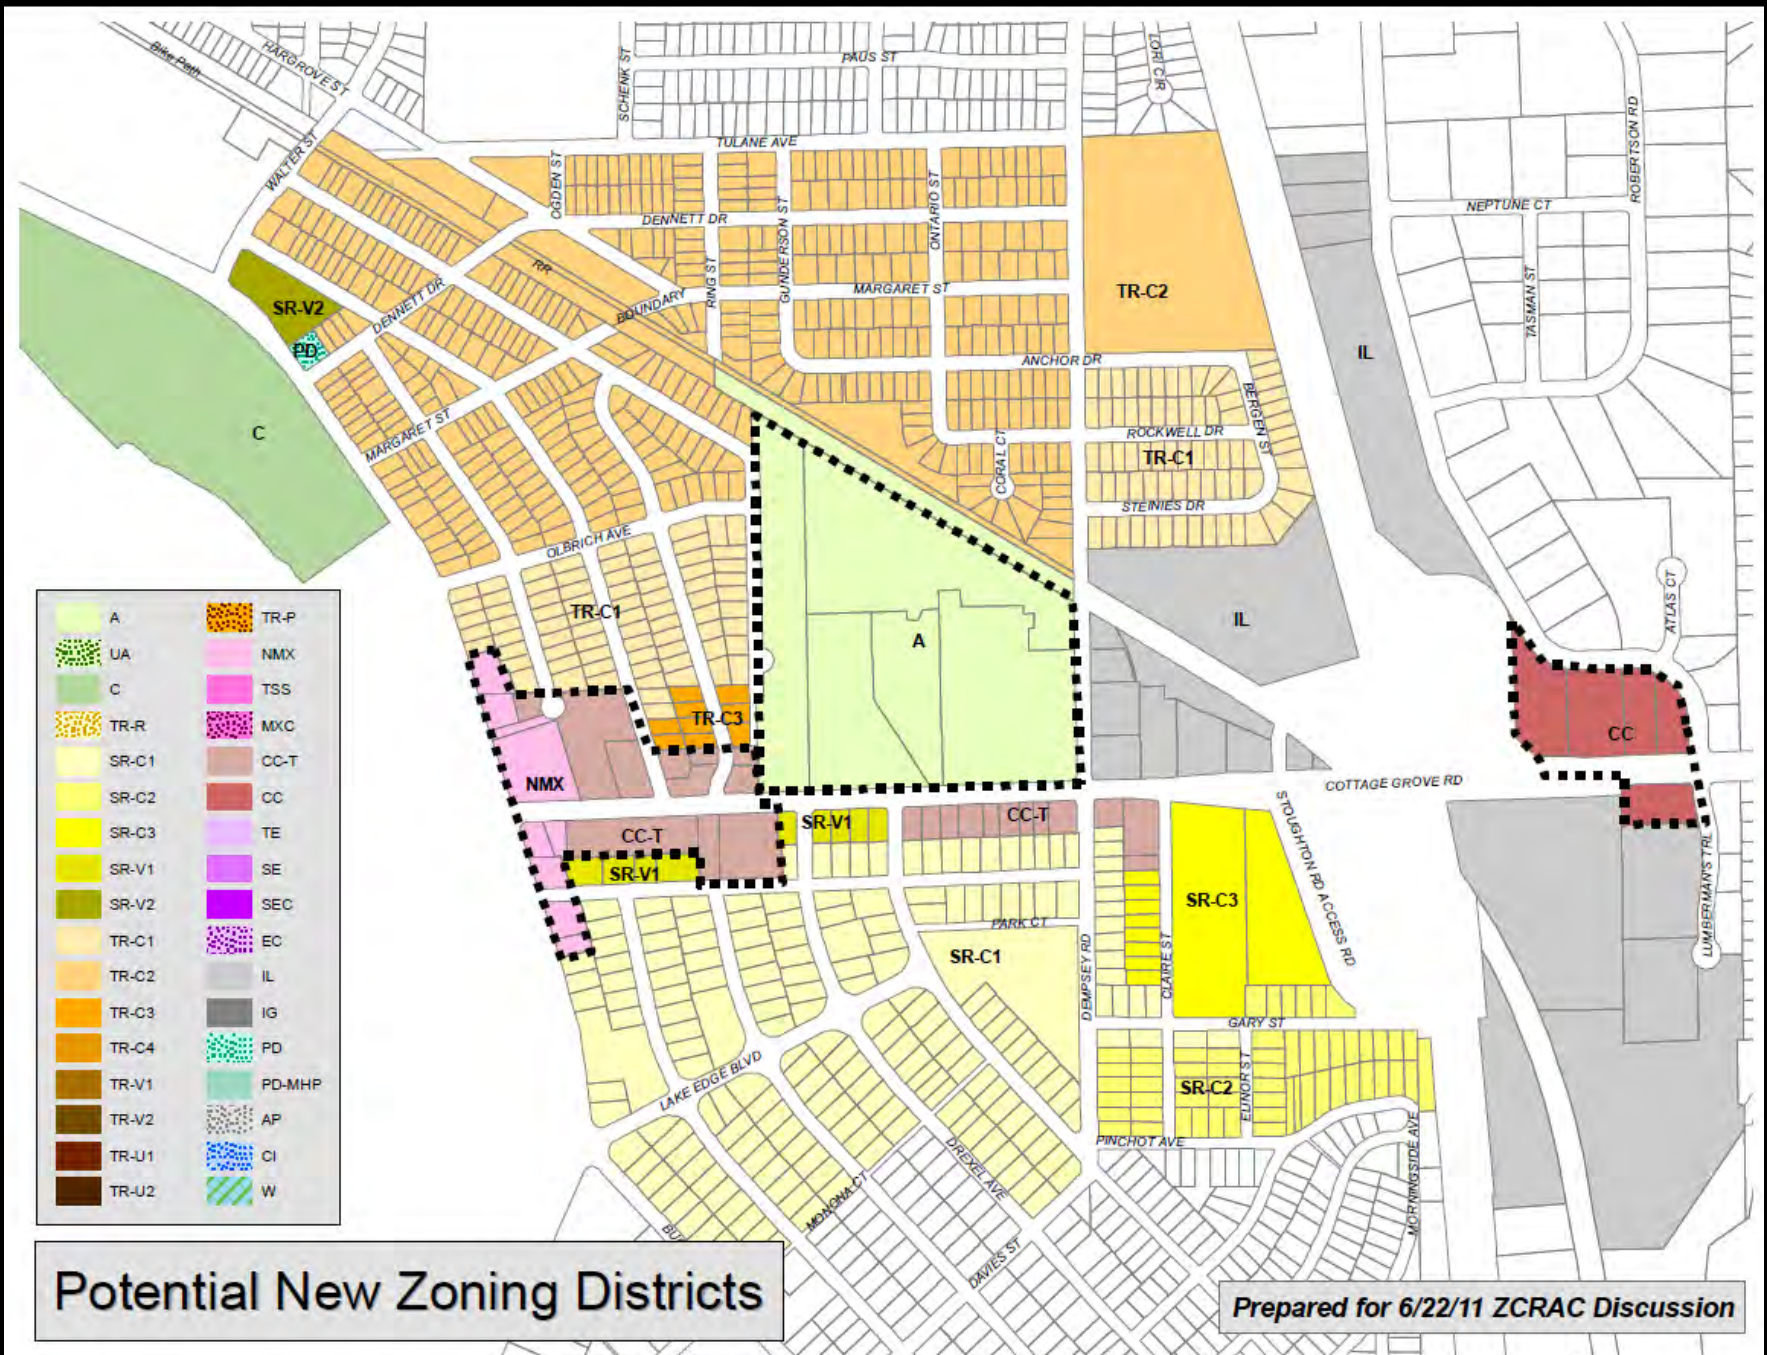 HARGROVE ST
Bike Path
SCHENK ST
PAUS ST
LORI CIR
ROBERTSON RD
WALTER ST
TULANE AVE
OGDEN ST
DENNETT DR
GUNDERSON ST
ONTARIO ST
NEPTUNE CT
RR
RING ST
MARGARET ST
TR-C2
TASMAN ST
SR-V2
DENNETT DR
BOUNDARY
PD
ANCHOR DR
IL
BERGEN ST
C
MARGARET ST
ROCKWELL DR
CORAL CT
TR-C1
STEINIES DR
OLBRICH AVE
TR-C1
A
IL
ATLAS CT
TR-C3
CC
NMX
COTTAGE GROVE RD
CC-T
SR-V1
CC-T
STOUGHTON RD ACCESS RD
SR-V1
SR-C3
LUMBERMAN'S TRL
PARK CT
SR-C1
DEMPSEY RD
CLAIRE ST
GARY ST
LAKE EDGE BLVD
SR-C2
ELINOR ST
PINCHOT AVE
MORNINGSIDE AVE
DREXEL AVE
MONONA CT
DAVIES ST
A
UA
C
TR-R
SR-C1
SR-C2
SR-C3
SR-V1
SR-V2
TR-C1
TR-C2
TR-C3
TR-C4
TR-V1
TR-V2
TR-U1
TR-U2
TR-P
NMX
TSS
MXC
CC-T
CC
TE
SE
SEC
EC
IL
IG
PD
PD-MHP
AP
CI
W
Potential New Zoning Districts
Prepared for 6/22/11 ZCRAC Discussion